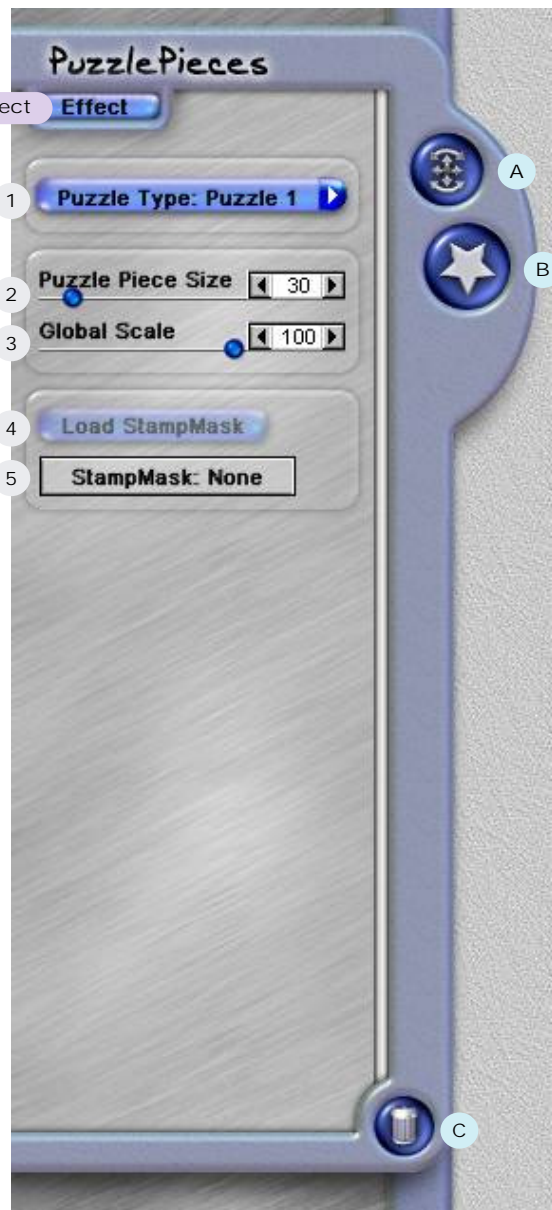 PuzzlePieces
ect Effect
A
1 Puzzle Type: Puzzle 1
B
2 Puzzle Piece Size 30
3 Global Scale 100
4 Load StampMask
5 StampMask: None
C